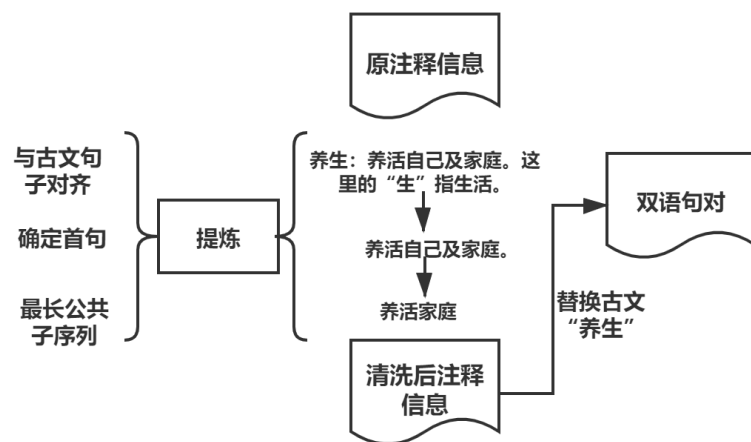 原注释信息
与古文句
子对齐
确定首句
最长公共
子序列
提炼
养生：养活自己及家庭。这
里的“生”指生活。
养活自己及家庭。
养活家庭
清洗后注释
信息
双语句对
替换古文
“养生”